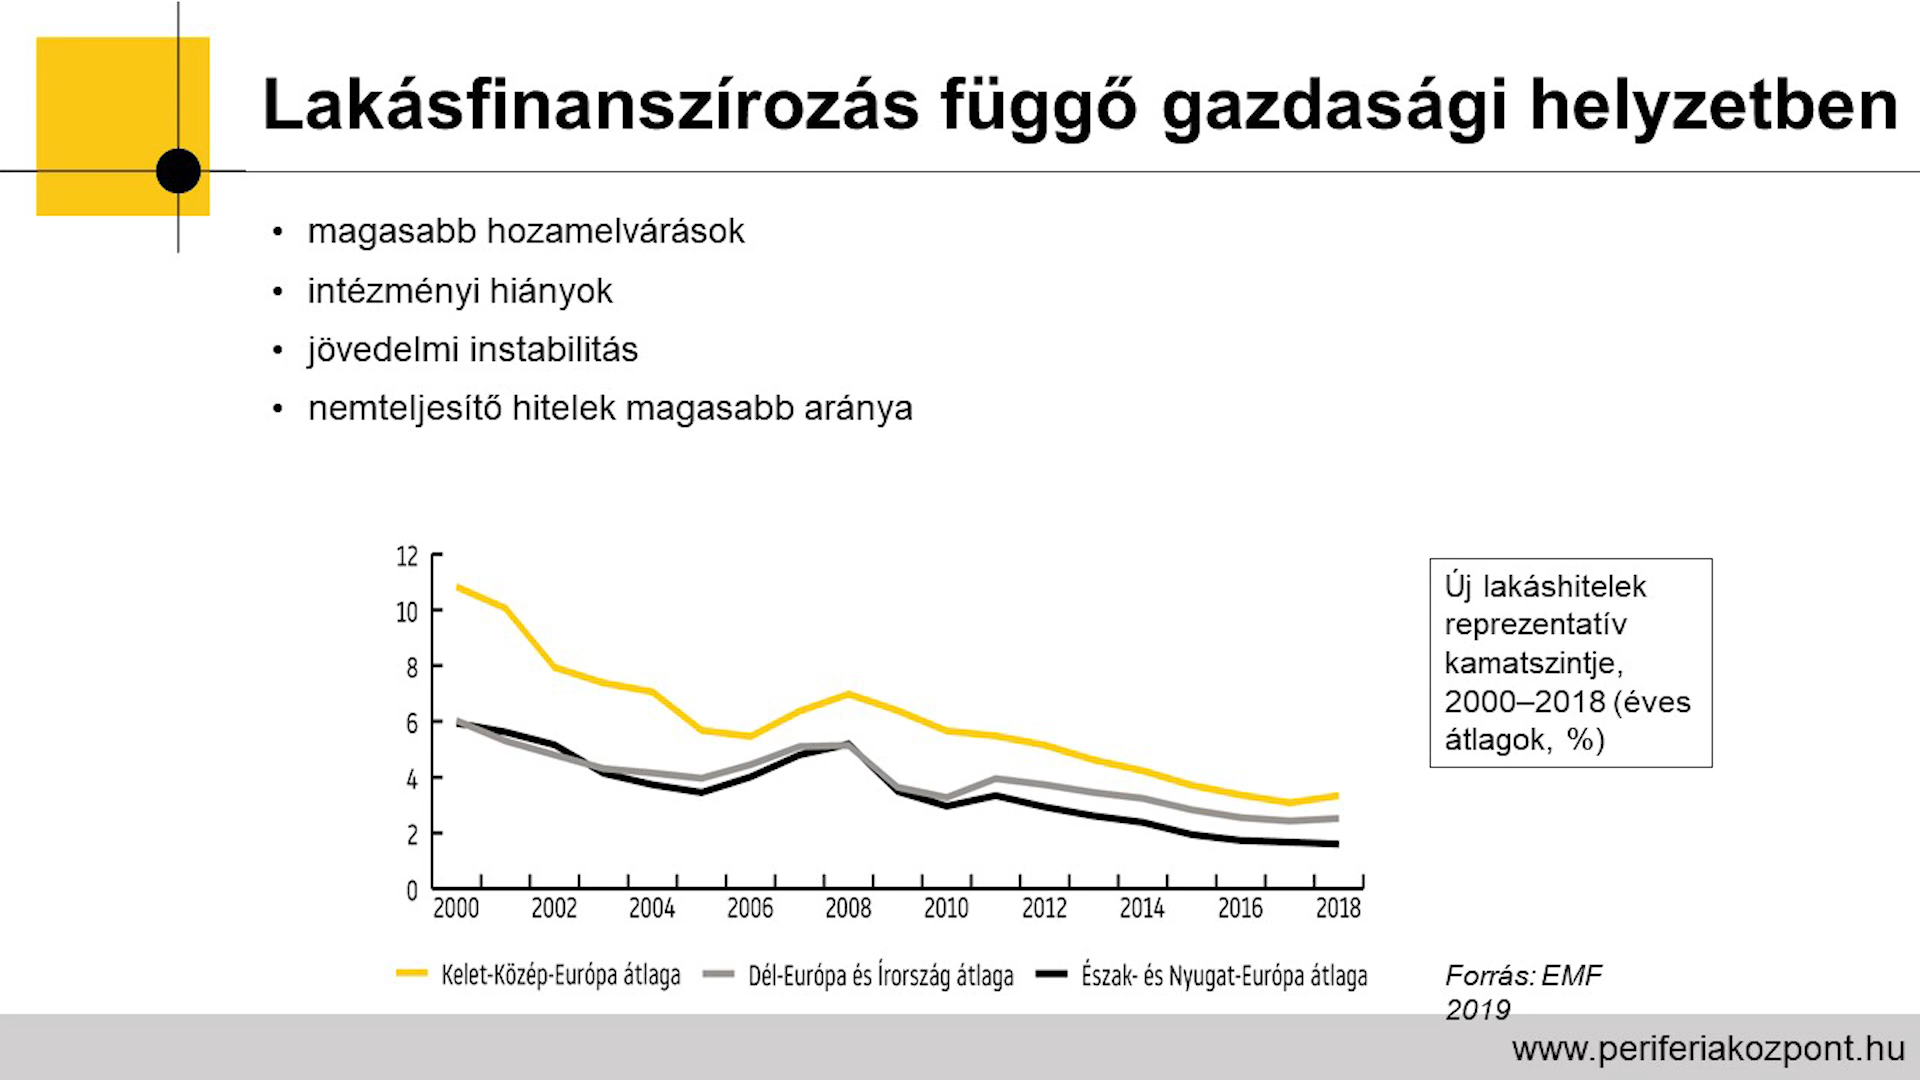 Lakásfinanszírozás függő gazdasági helyzetben
• magasabb hozamelvárások
• intézményi hiányok
• jövedelmi instabilitás
• nemteljesítő hitelek magasabb aránya
12
10
8
6
4
2
0
2000 2002 2004 2006 2008 2010 2012 2014 2016 2018
Kelet-Közép-Európa átlaga Dél-Európa és Írország átlaga Észak- és Nyugat-Európa átlaga
Új lakáshitelek
reprezentatív
kamatszintje,
2000–2018 (éves
átlagok, %)
Forrás: EMF
2019
www.periferiakozpont.hu